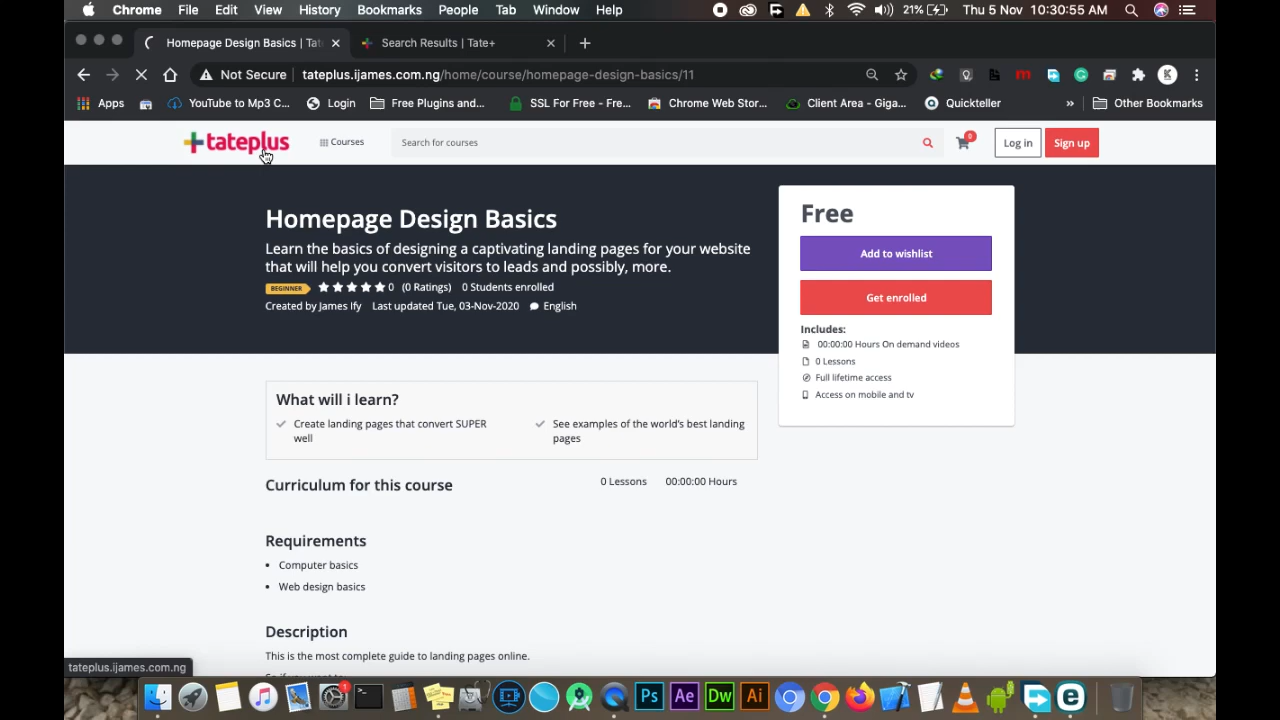 Chrome File Edit View History Bookmarks People Tab Window Help 21% Thu 5 Nov 10:30:55 AM
Homepage Design Basics | Tat Search Results | Tate+
Not Secure tateplus.ijames.com.ng/home/course/homepage-design-basics/11
Apps YouTube to Mp3 C... Login Free Plugins and... SSL For Free - Fre... Chrome Web Stor... Client Area - Giga... Quickteller » Other Bookmarks
tateplus Courses Search for courses 0 Log in Sign up
Homepage Design Basics
Learn the basics of designing a captivating landing pages for your website
that will help you convert visitors to leads and possibly, more.
BEGINNER 0 (0 Ratings) 0 Students enrolled
Created by James Ify Last updated Tue, 03-Nov-2020 English
Free
Add to wishlist
Get enrolled
Includes:
00:00:00 Hours On demand videos
0 Lessons
Full lifetime access
Access on mobile and tv
What will i learn?
Create landing pages that convert SUPER
well
See examples of the world's best landing
pages
Curriculum for this course 0 Lessons 00:00:00 Hours
Requirements
Computer basics
Web design basics
Description
This is the most complete guide to landing pages online.
tateplus.ijames.com.ng
1 Ps Ae Dw Ai